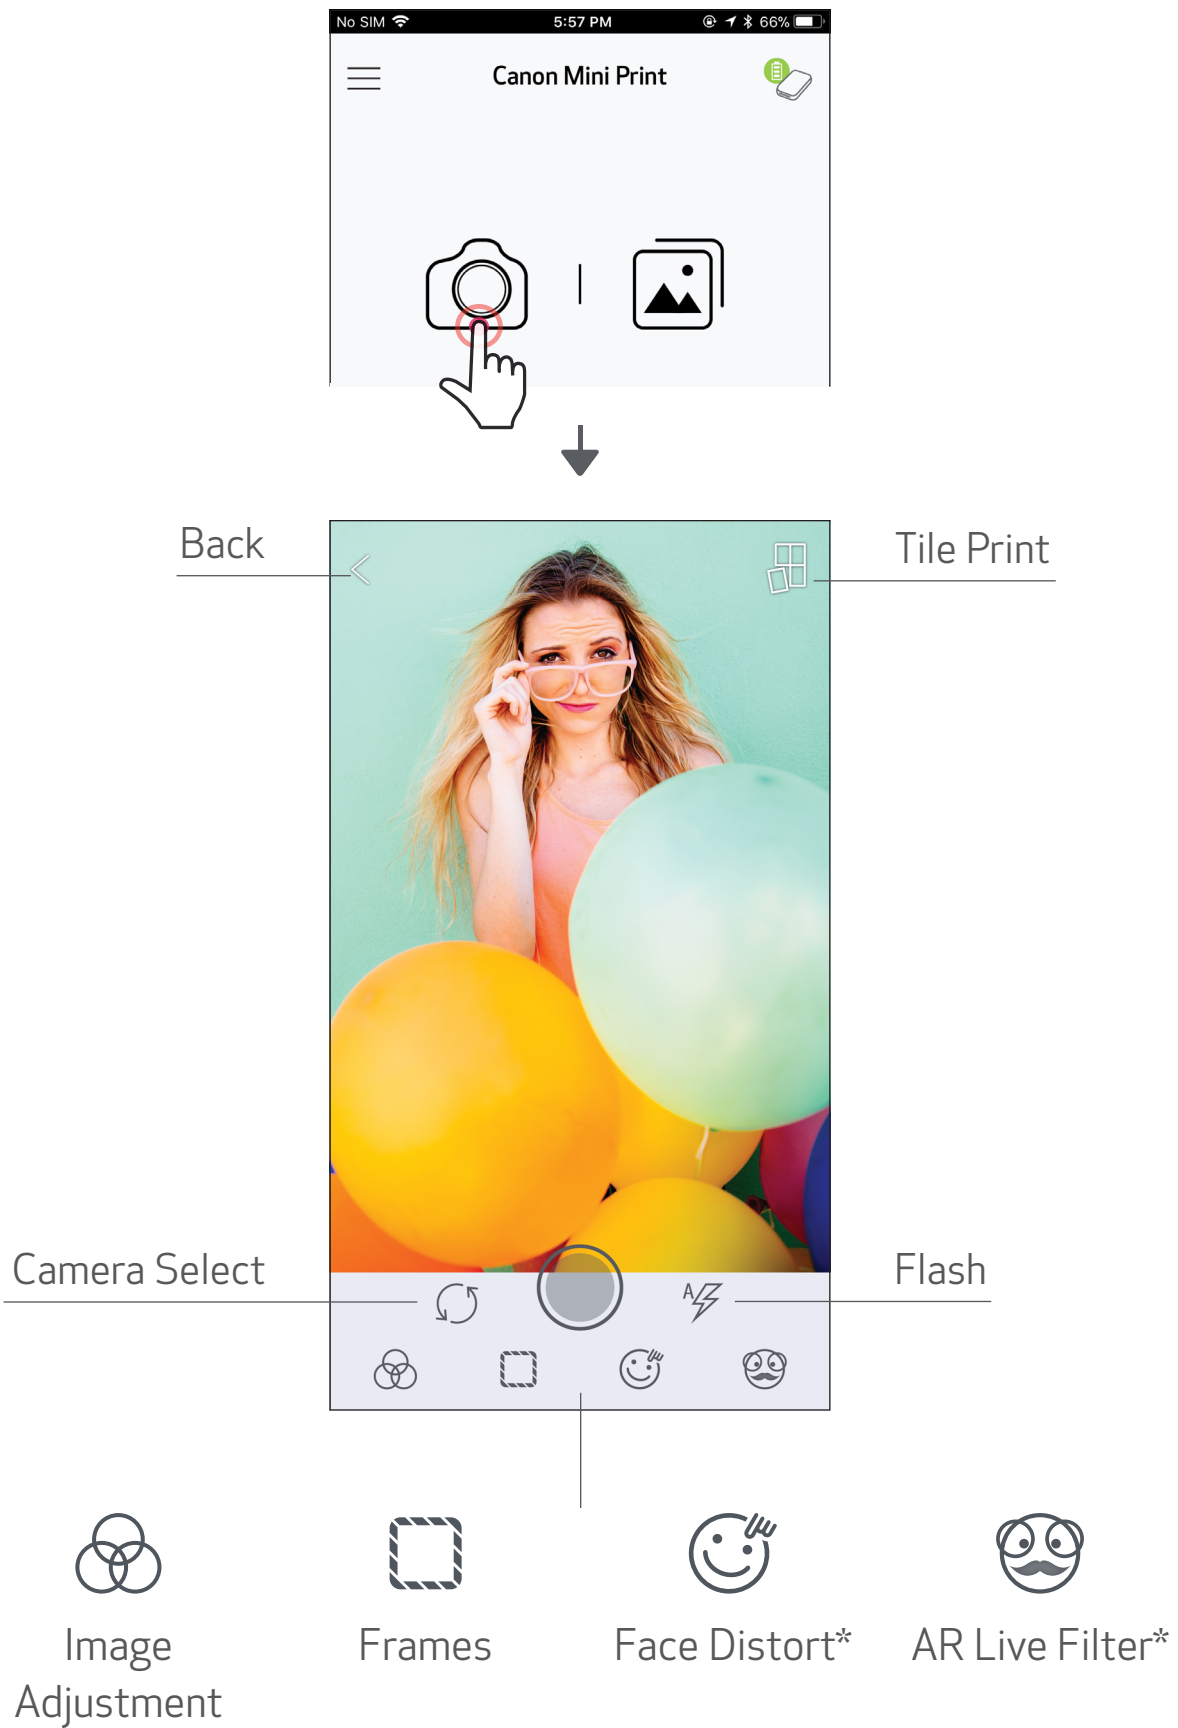 No SIM 5:57 PM 66%
Canon Mini Print
Back
Tile Print
Camera Select
Flash
A
Image
Adjustment
Frames
Face Distort*
AR Live Filter*